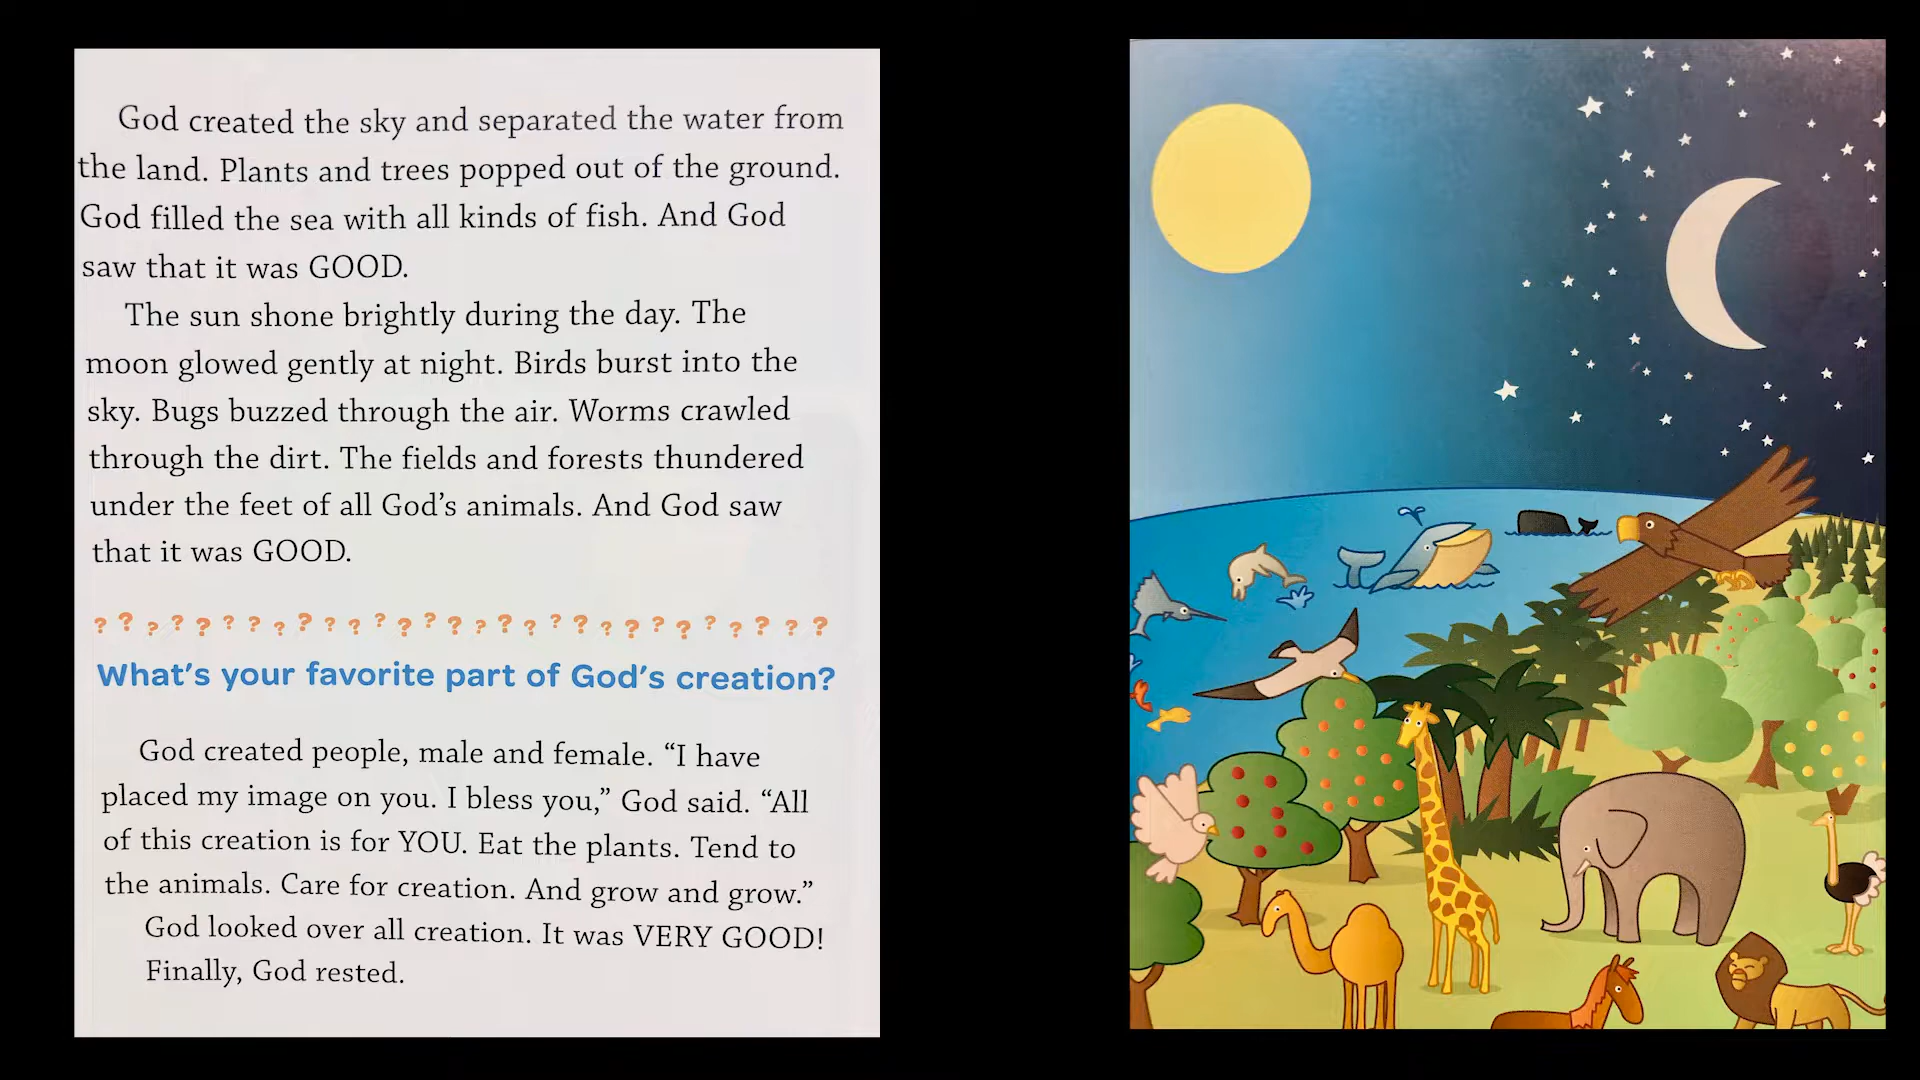 God created the sky and separated the water from
the land. Plants and trees popped out of the ground.
God filled the sea with all kinds of fish. And God
saw that it was GOOD.
The sun shone brightly during the day. The
moon glowed gently at night. Birds burst into the
sky. Bugs buzzed through the air. Worms crawled
through the dirt. The fields and forests thundered
under the feet of all God’s animals. And God saw
that it was GOOD.
? ? ? ? ? ? ? ? ? ? ? ? ? ? ? ? ? ? ? ? ? ? ? ? ? ? ? ? ?
What’s your favorite part of God’s creation?
God created people, male and female. “I have
placed my image on you. I bless you,” God said. “All
of this creation is for YOU. Eat the plants. Tend to
the animals. Care for creation. And grow and grow.”
God looked over all creation. It was VERY GOOD!
Finally, God rested.